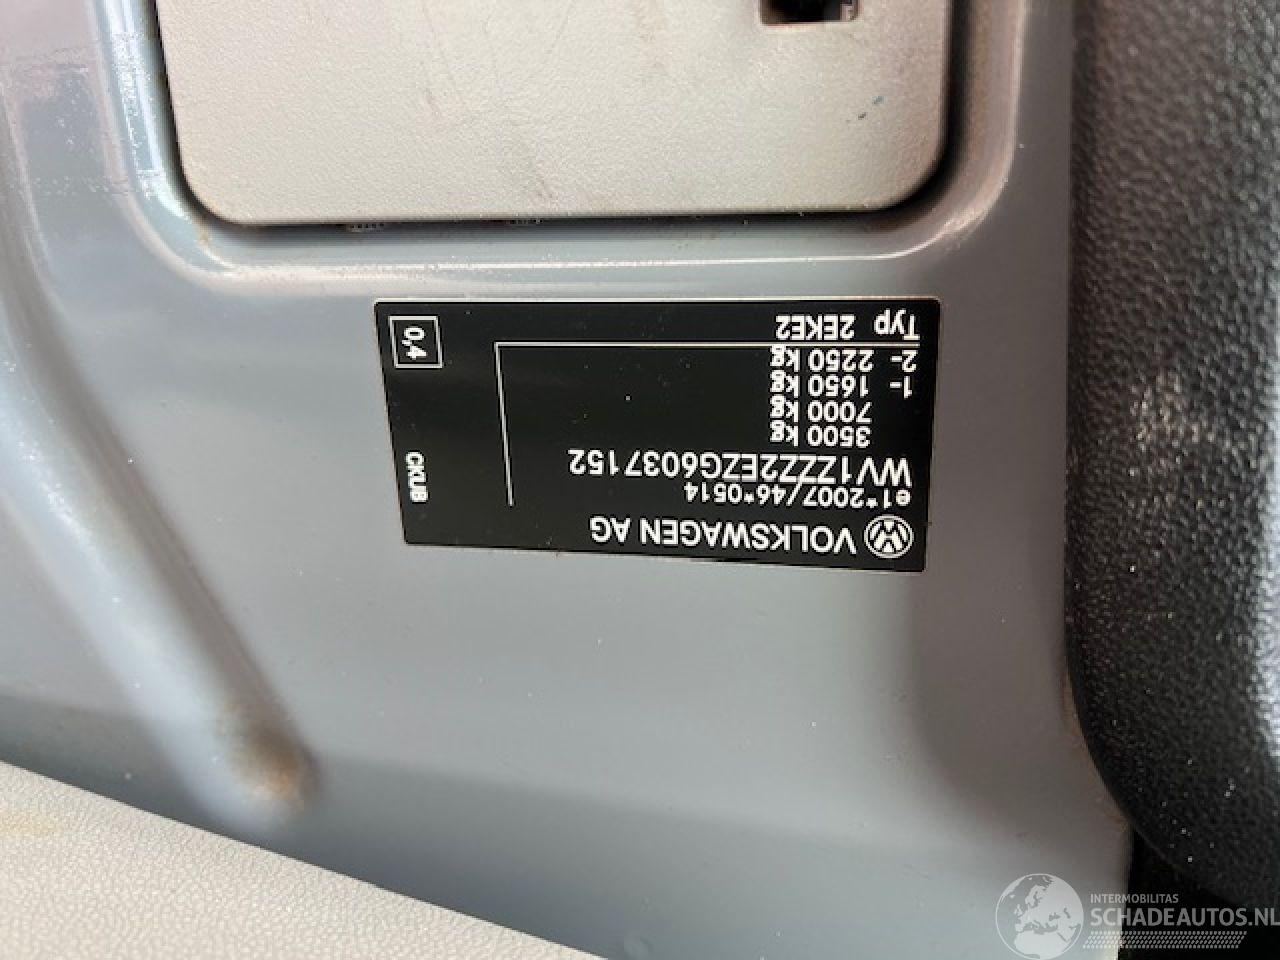 VOLKSWAGEN AG
e1*2007/46*0514
WV1ZZZ2EZG6037152
3500 kg
7000 kg
1- 1650 kg
2- 2250 kg
Typ 2EKE2
CKUB
0,4
INTERMOBILITAS
SCHADEAUTOS.NL